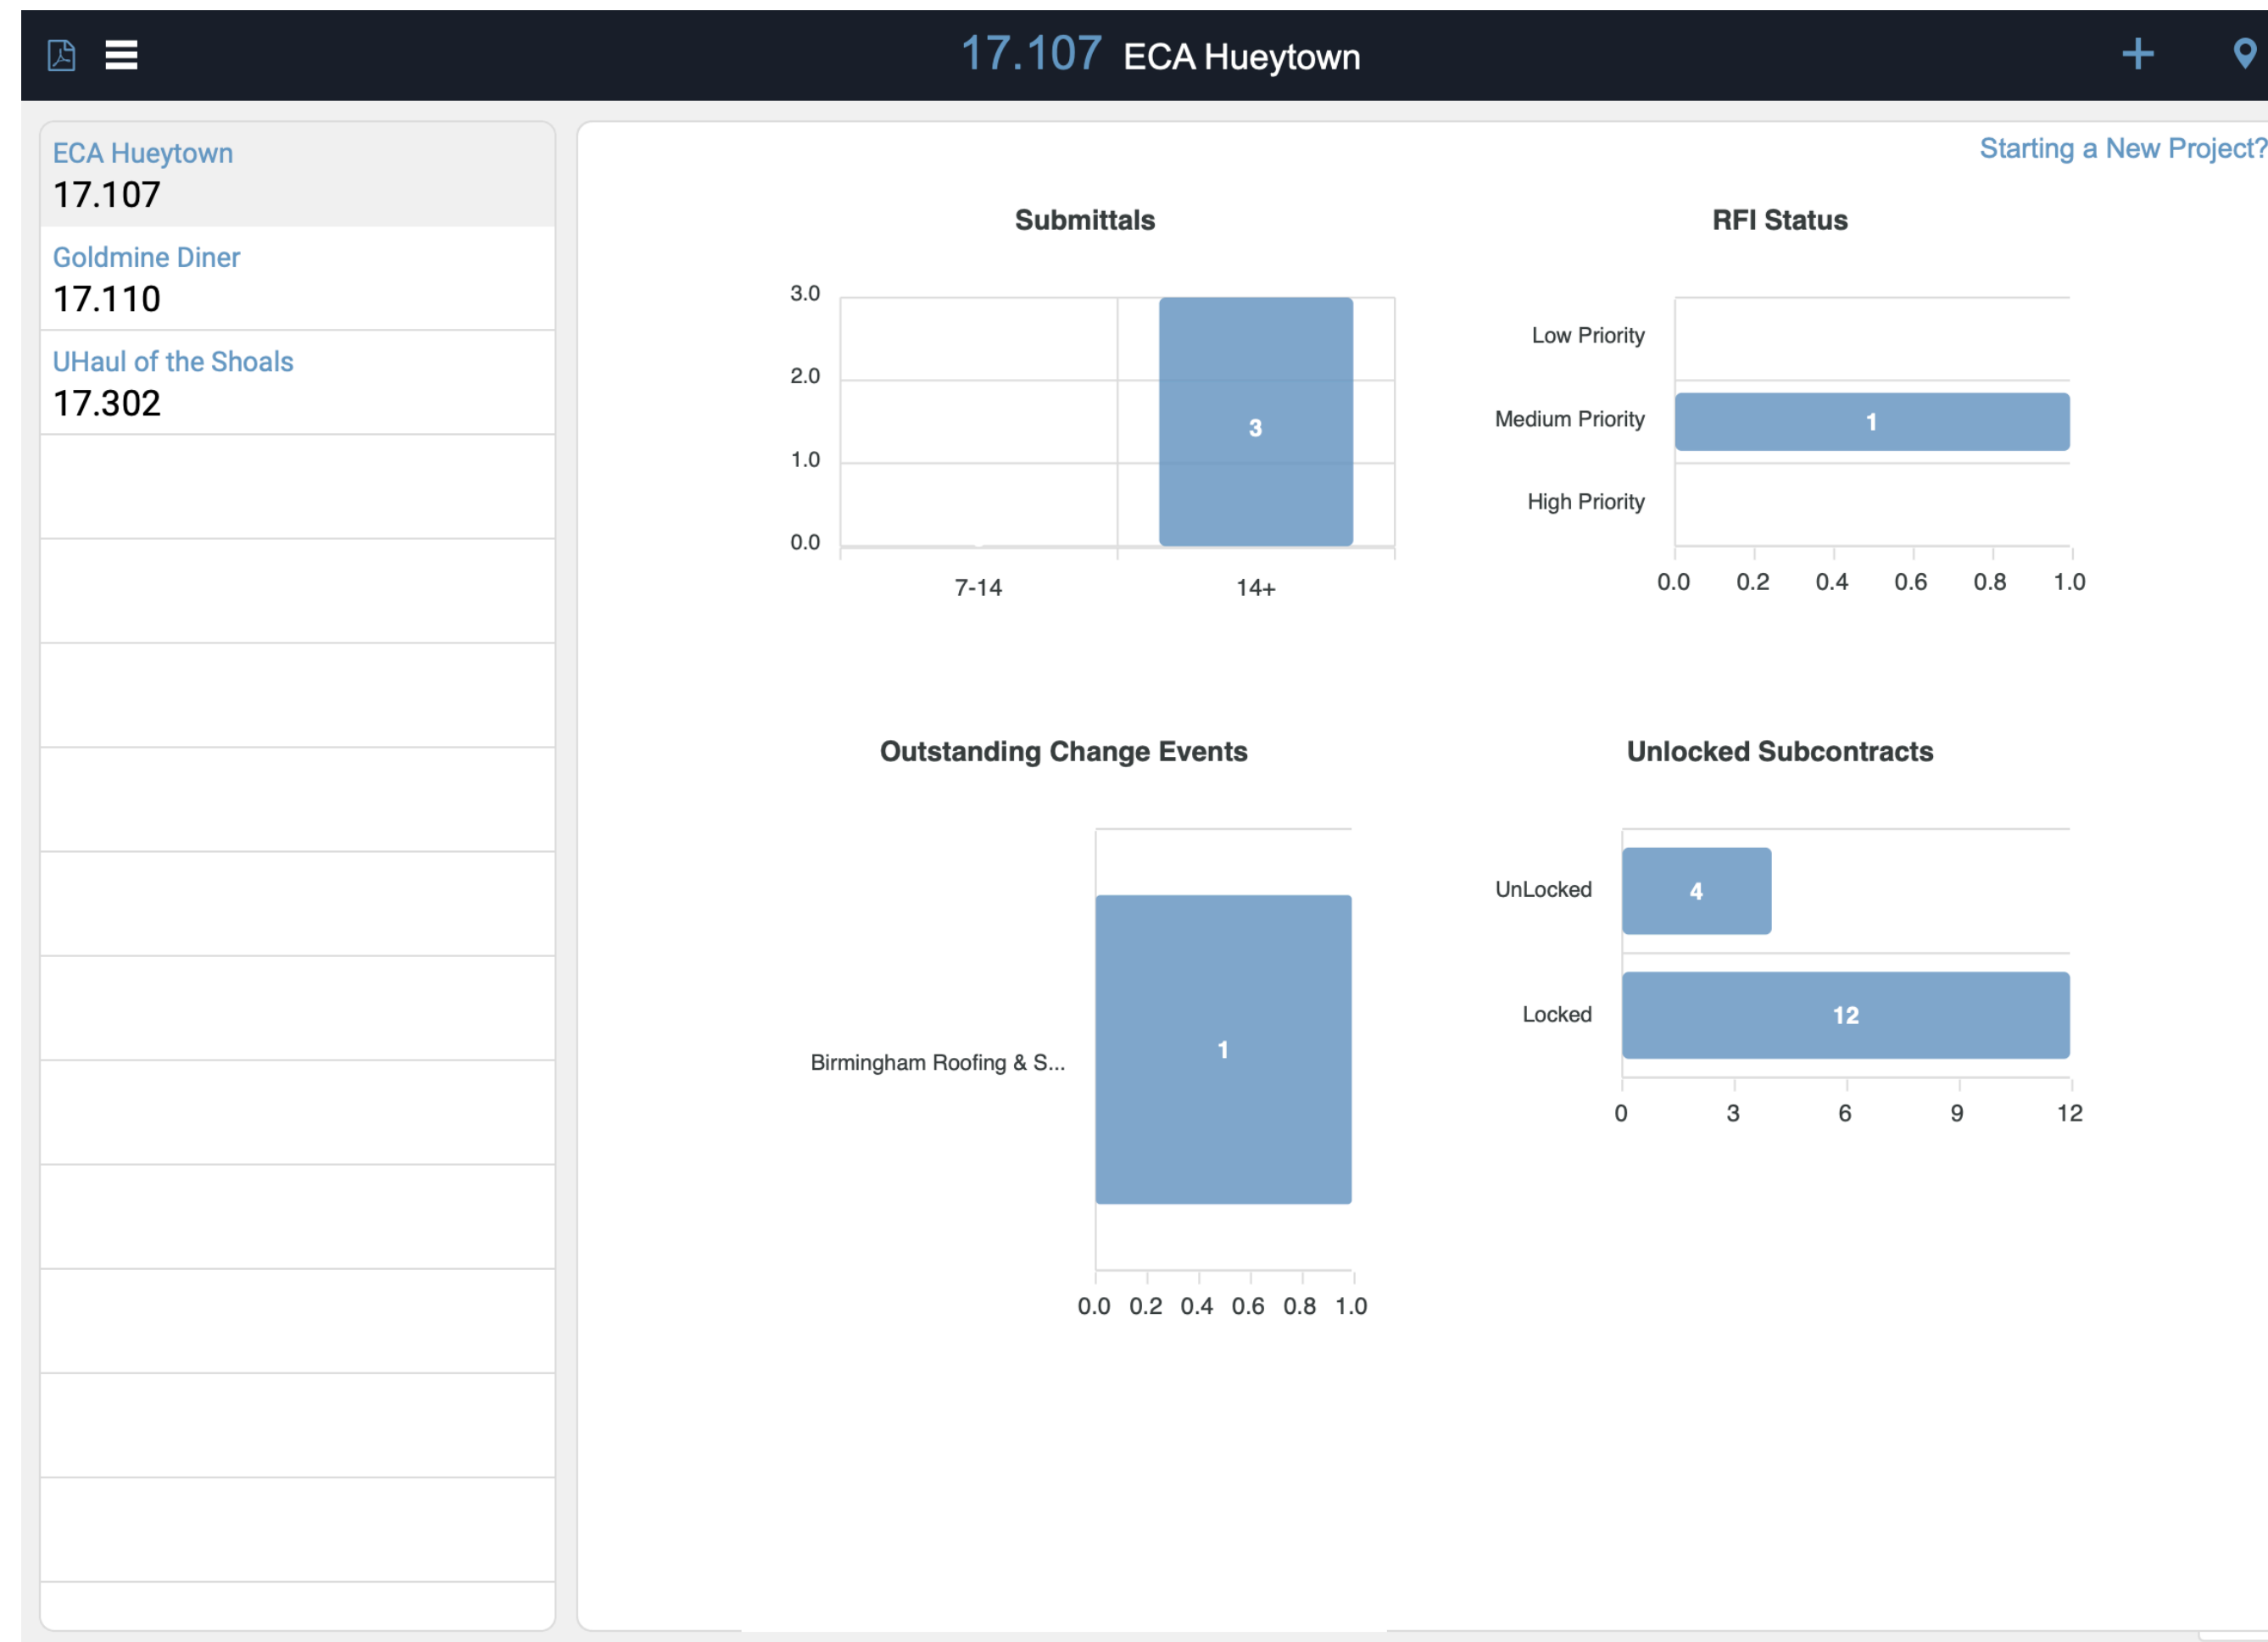 17.107 ECA Hueytown
ECA Hueytown
17.107
Goldmine Diner
17.110
UHaul of the Shoals
17.302
Starting a New Project?
Submittals
3.0
2.0
1.0
0.0
3
7-14
14+
RFI Status
Low Priority
Medium Priority
High Priority
1
0.0 0.2 0.4 0.6 0.8 1.0
Outstanding Change Events
Birmingham Roofing & S...
1
0.0 0.2 0.4 0.6 0.8 1.0
Unlocked Subcontracts
UnLocked
4
Locked
12
0 3 6 9 12